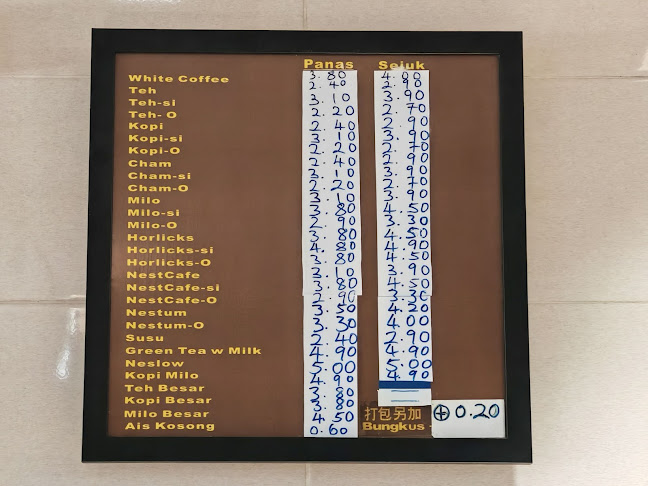 Panas Sejuk
White Coffee 3.80 4.00
Teh 2.40 2.90
Teh-si 3.10 3.90
Teh- O 2.20 2.70
Kopi 2.40 2.90
Kopi-si 3.10 3.90
Kopi-O 2.20 2.70
Cham 2.40 2.90
Cham-si 3.10 3.90
Cham-O 2.20 2.70
Milo 3.10 3.90
Milo-si 3.80 4.50
Milo-O 2.90 3.30
Horlicks 3.80 4.50
Horlicks-si 4.80 4.90
Horlicks-O 3.80 4.50
NestCafe 3.10 3.90
NestCafe-si 3.80 4.50
NestCafe-O 2.90 3.30
Nestum 3.50 4.20
Nestum-O 3.30 4.00
Susu 2.40 2.90
Green Tea w Milk 4.90 4.90
Neslow 5.00 5.00
Kopi Milo 4.90 4.90
Teh Besar 3.80
Kopi Besar 3.80
Milo Besar 4.50 打包另加 + 0.20
Ais Kosong 0.60 Bungkus -